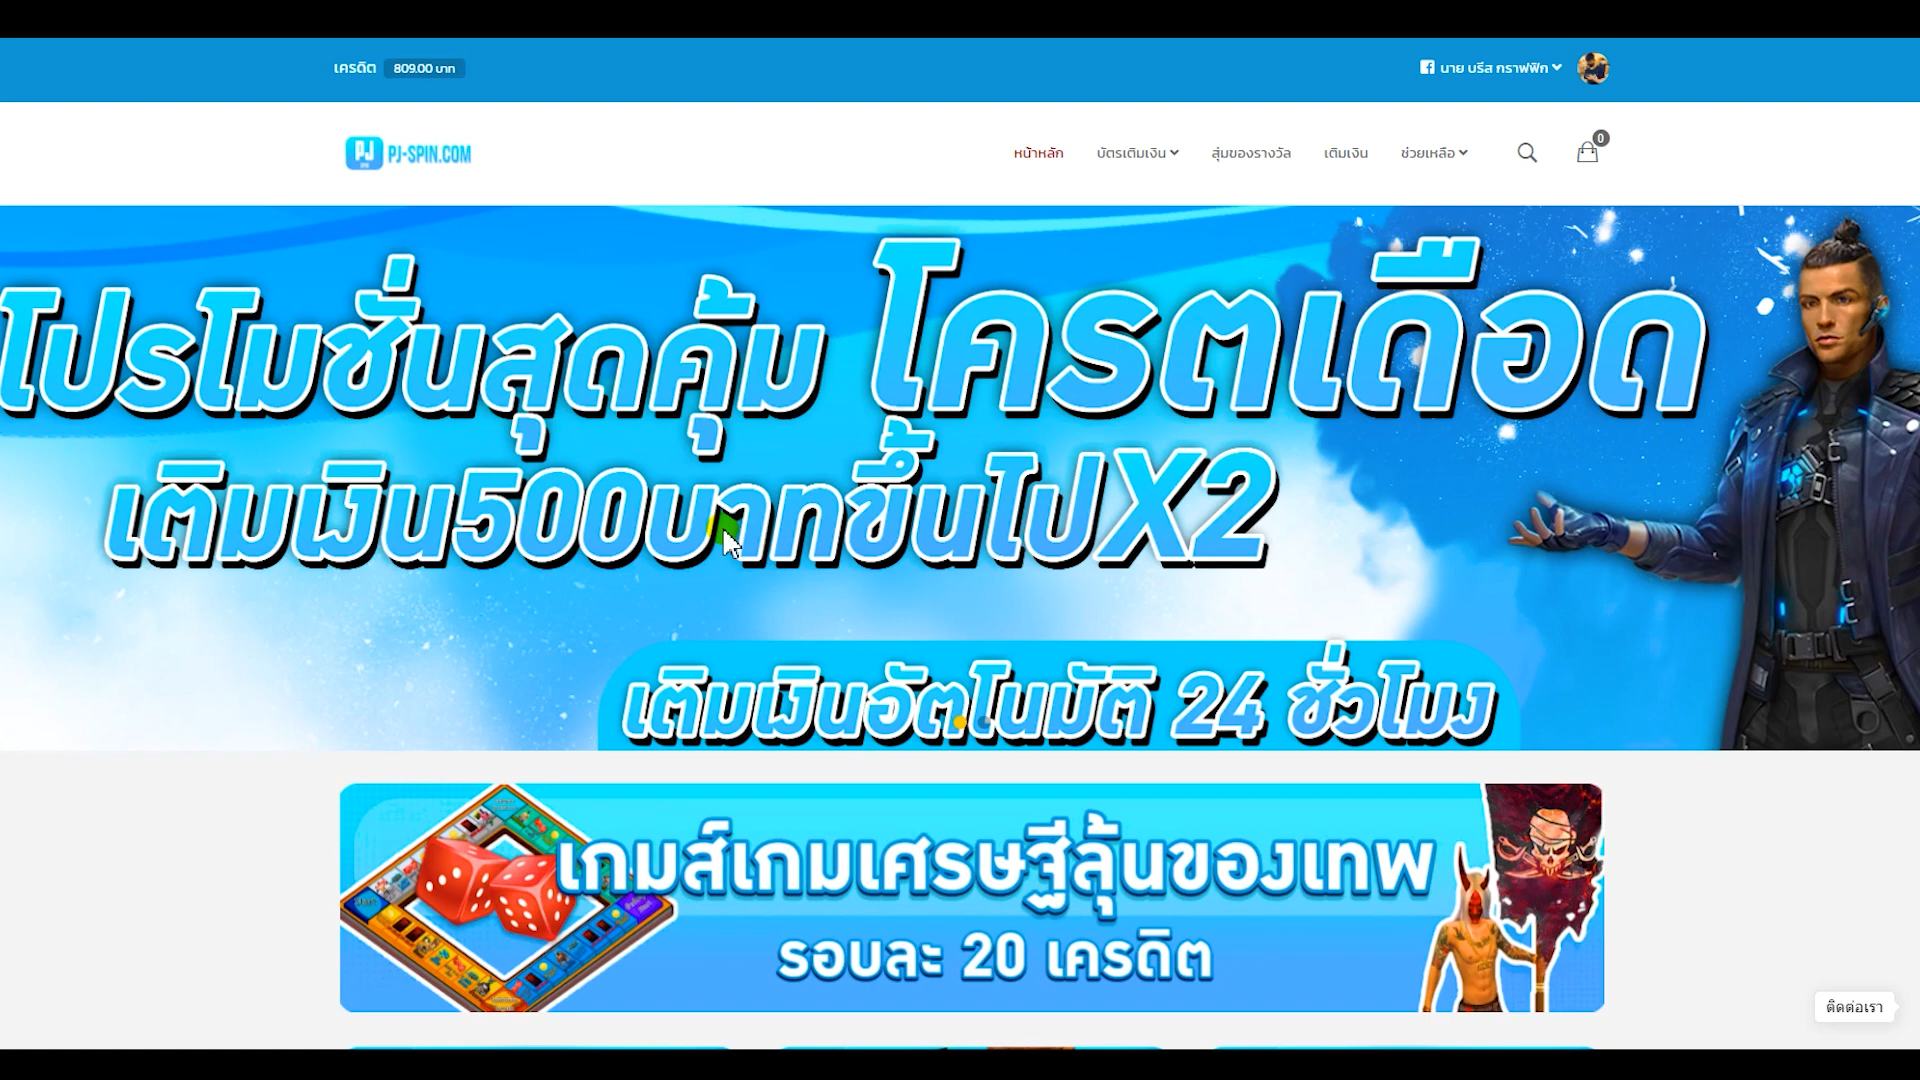 เครดิต 809.00 บาท
นาย บรีส กราฟฟิก
PJ PJ-SPIN.COM
หน้าหลัก บัตรเติมเงิน สุ่มของรางวัล เติมเงิน ช่วยเหลือ 0
โปรโมชั่นสุดคุ้ม โครตเดือด
เติมเงิน500บาทขึ้นไปX2
เติมเงินอัตโนมัติ 24 ชั่วโมง
เกมส์เกมเศรษฐีลุ้นของเทพ
รอบละ 20 เครดิต
ติดต่อเรา